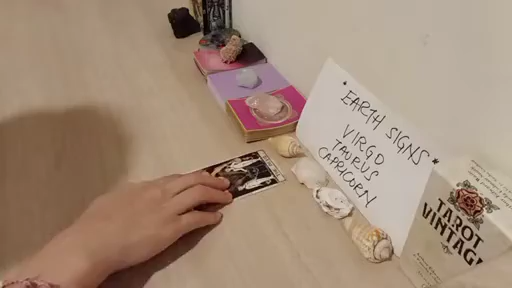 EARTH SIGNS
VIRGO
TAURUS
CAPRICORN
TAROT
VINTAGE